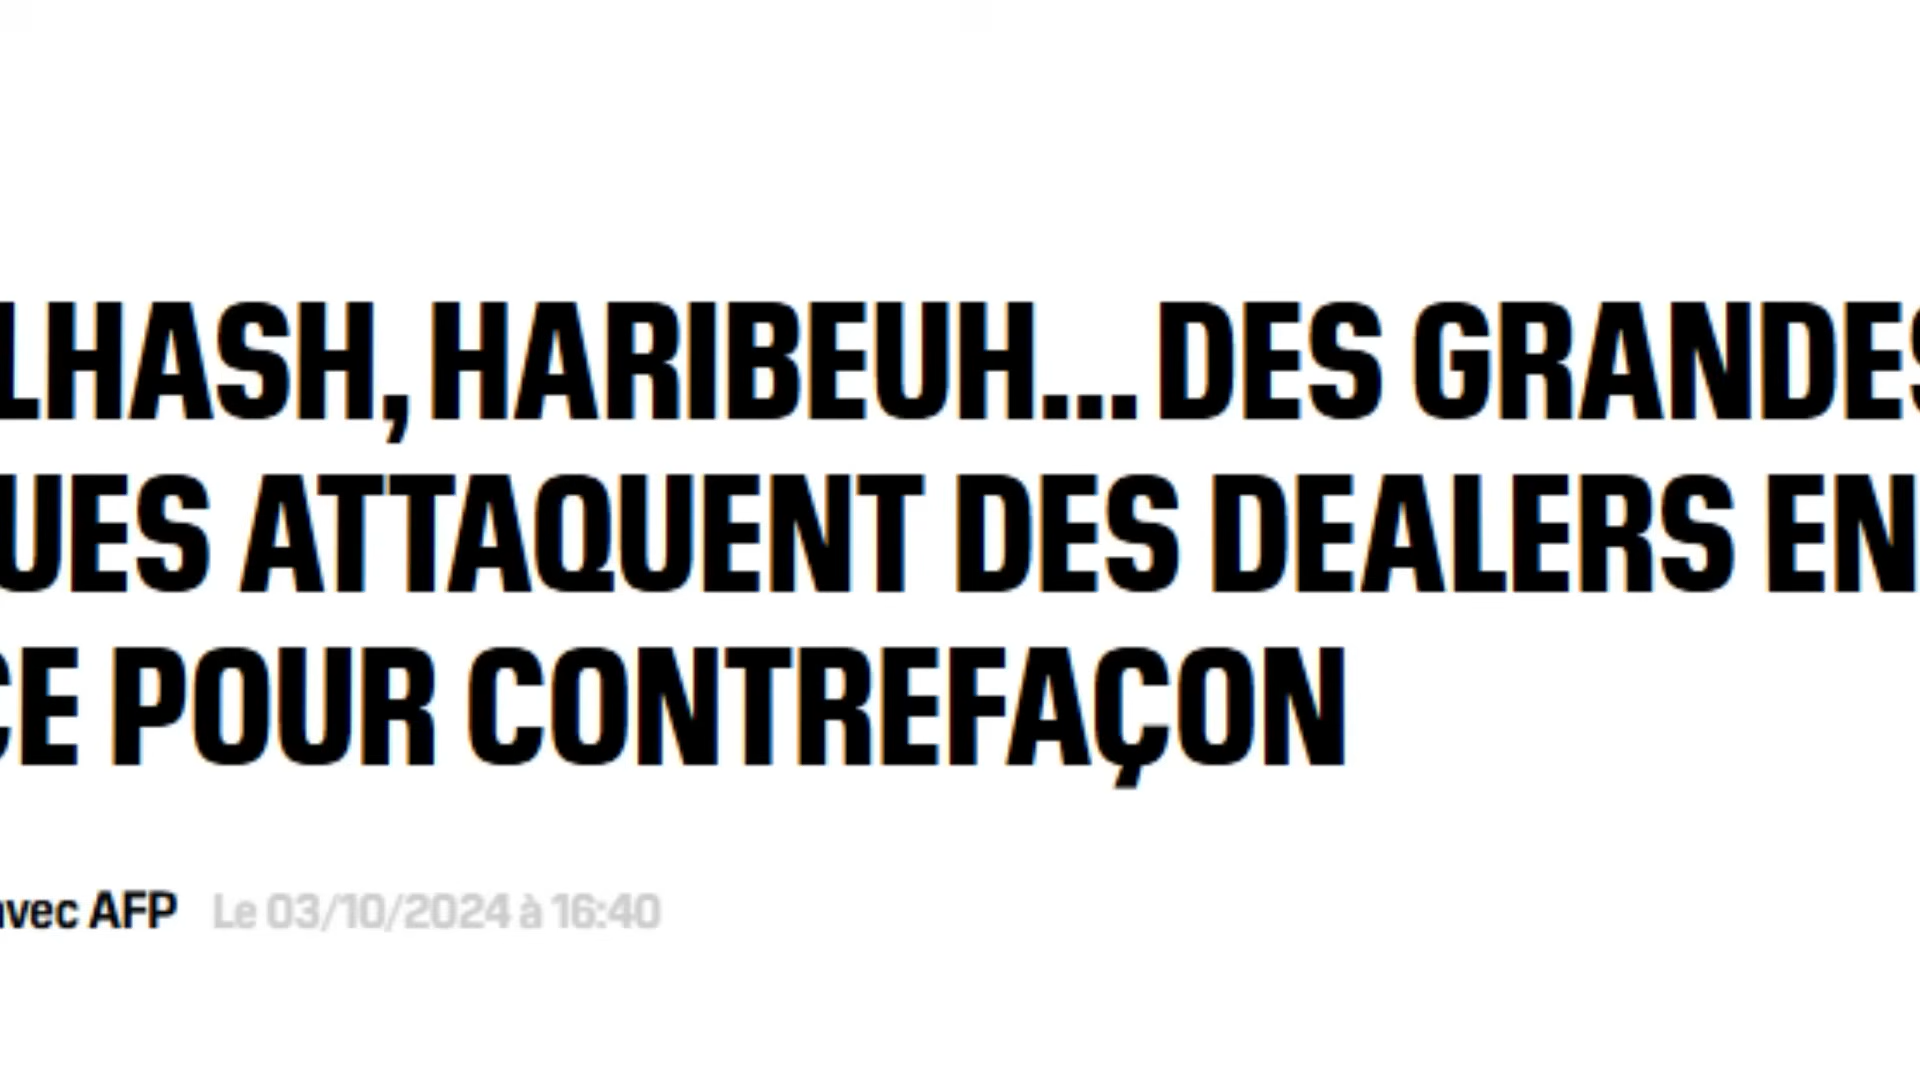 LHASH, HARIBEUH... DES GRANDES
UES ATTAQUENT DES DEALERS EN
CE POUR CONTREFAÇON
avec AFP Le 03/10/2024 à 16:40